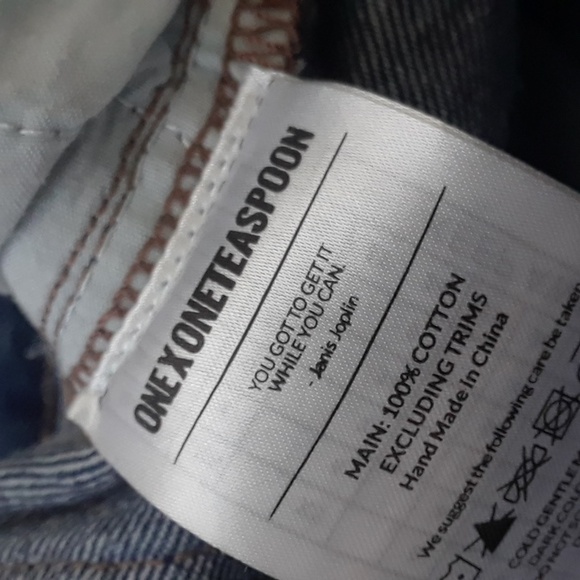 ONEXONETEASPOON
YOU GOT TO GET IT
WHILE YOU CAN.
- Janis Joplin
MAIN: 100% COTTON
EXCLUDING TRIMS
Hand Made in China
We suggest the following care be taken
COLD GENTLE
DARK COL
O NOT S